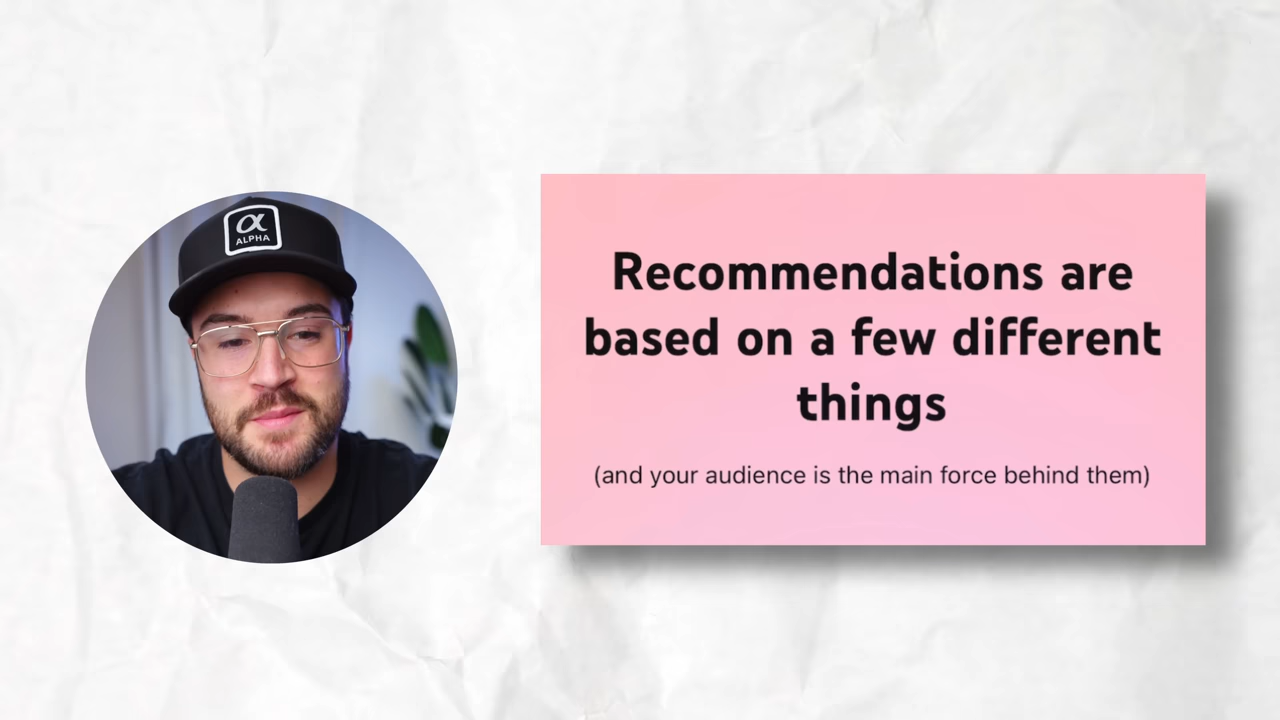 α
ALPHA
Recommendations are
based on a few different
things
(and your audience is the main force behind them)